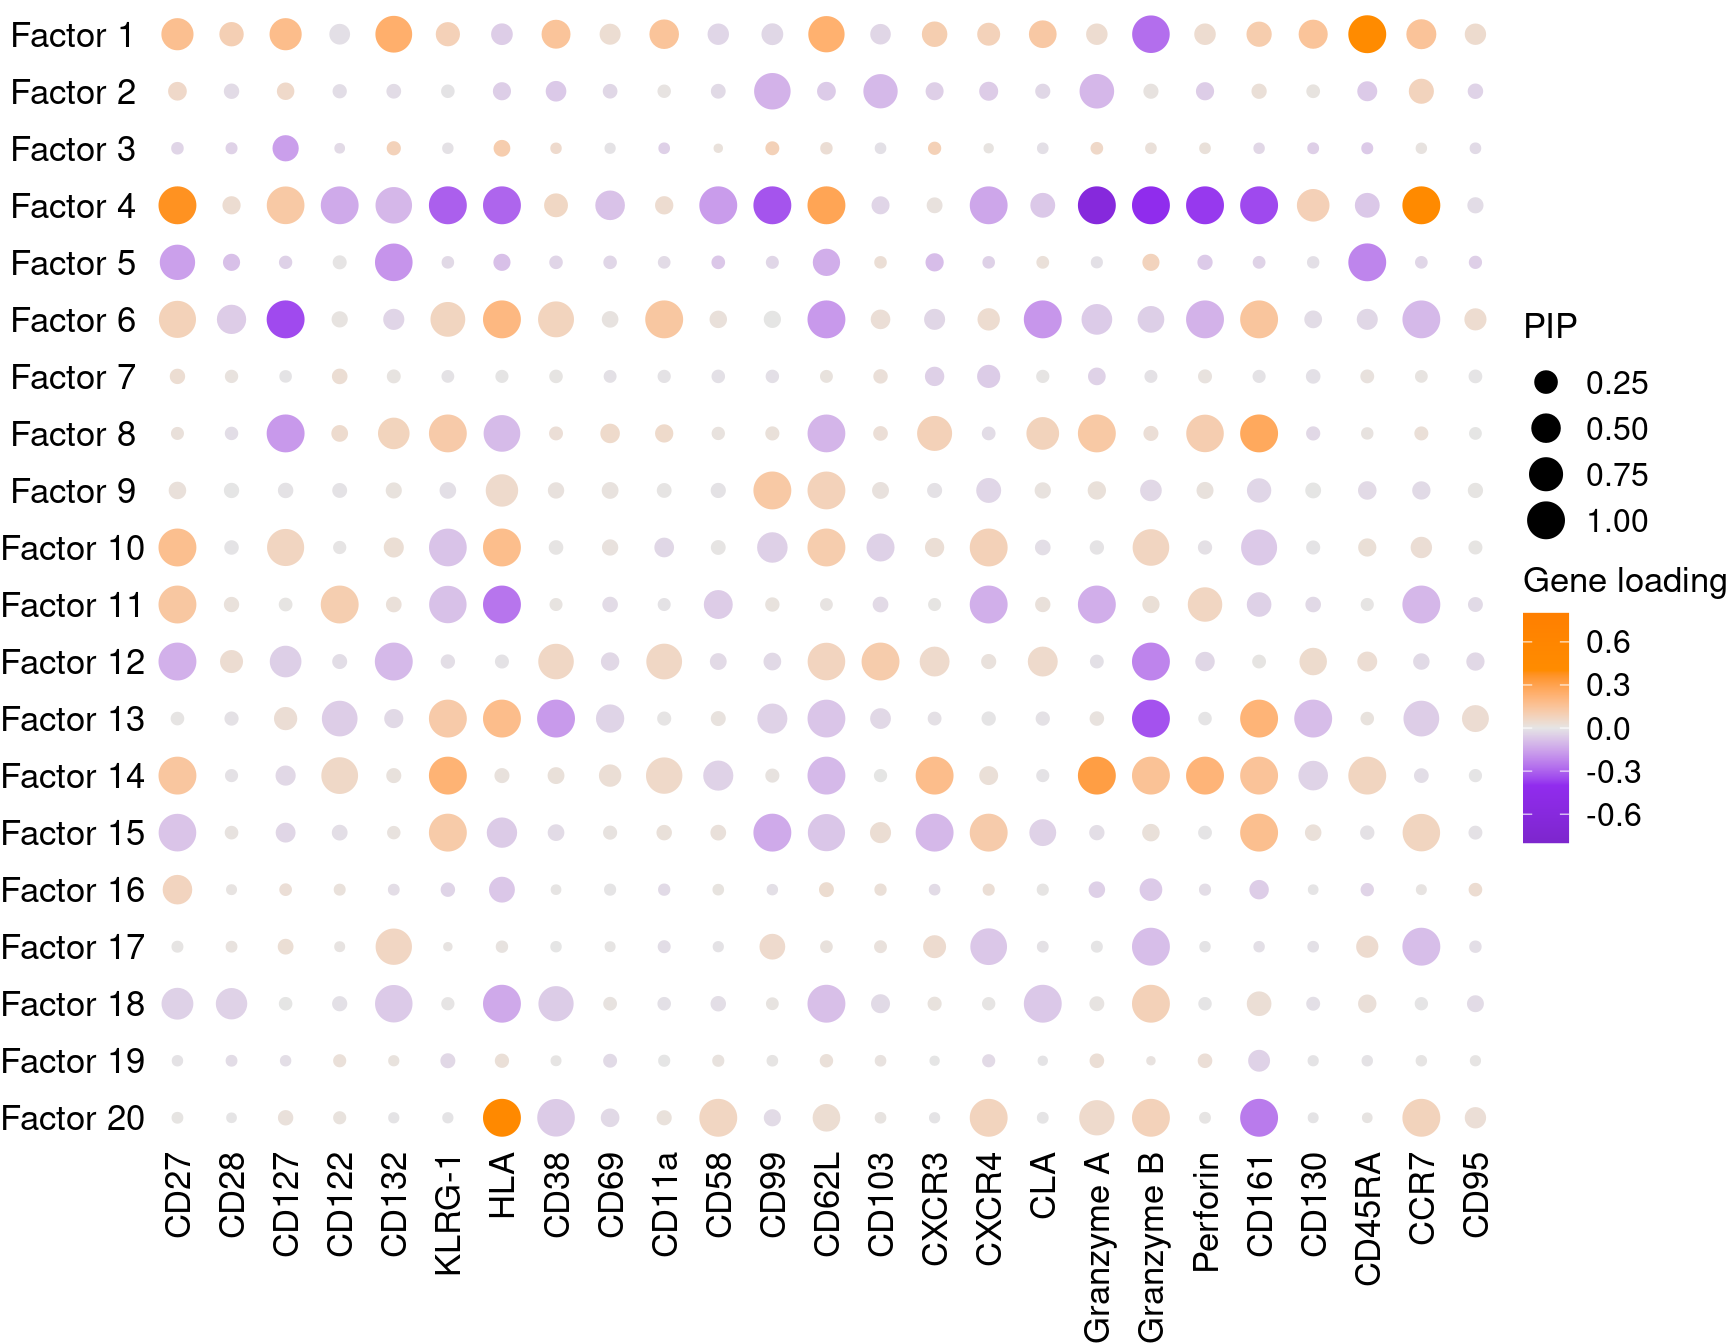 Factor 1
Factor 2
Factor 3
Factor 4
Factor 5
Factor 6
Factor 7
Factor 8
Factor 9
Factor 10
Factor 11
Factor 12
Factor 13
Factor 14
Factor 15
Factor 16
Factor 17
Factor 18
Factor 19
Factor 20
CD27
CD28
CD127
CD122
CD132
KLRG-1
HLA
CD38
CD69
CD11a
CD58
CD99
CD62L
CD103
CXCR3
CXCR4
CLA
Granzyme A
Granzyme B
Perforin
CD161
CD130
CD45RA
CCR7
CD95
PIP
0.25
0.50
0.75
1.00
Gene loading
0.6
0.3
0.0
-0.3
-0.6